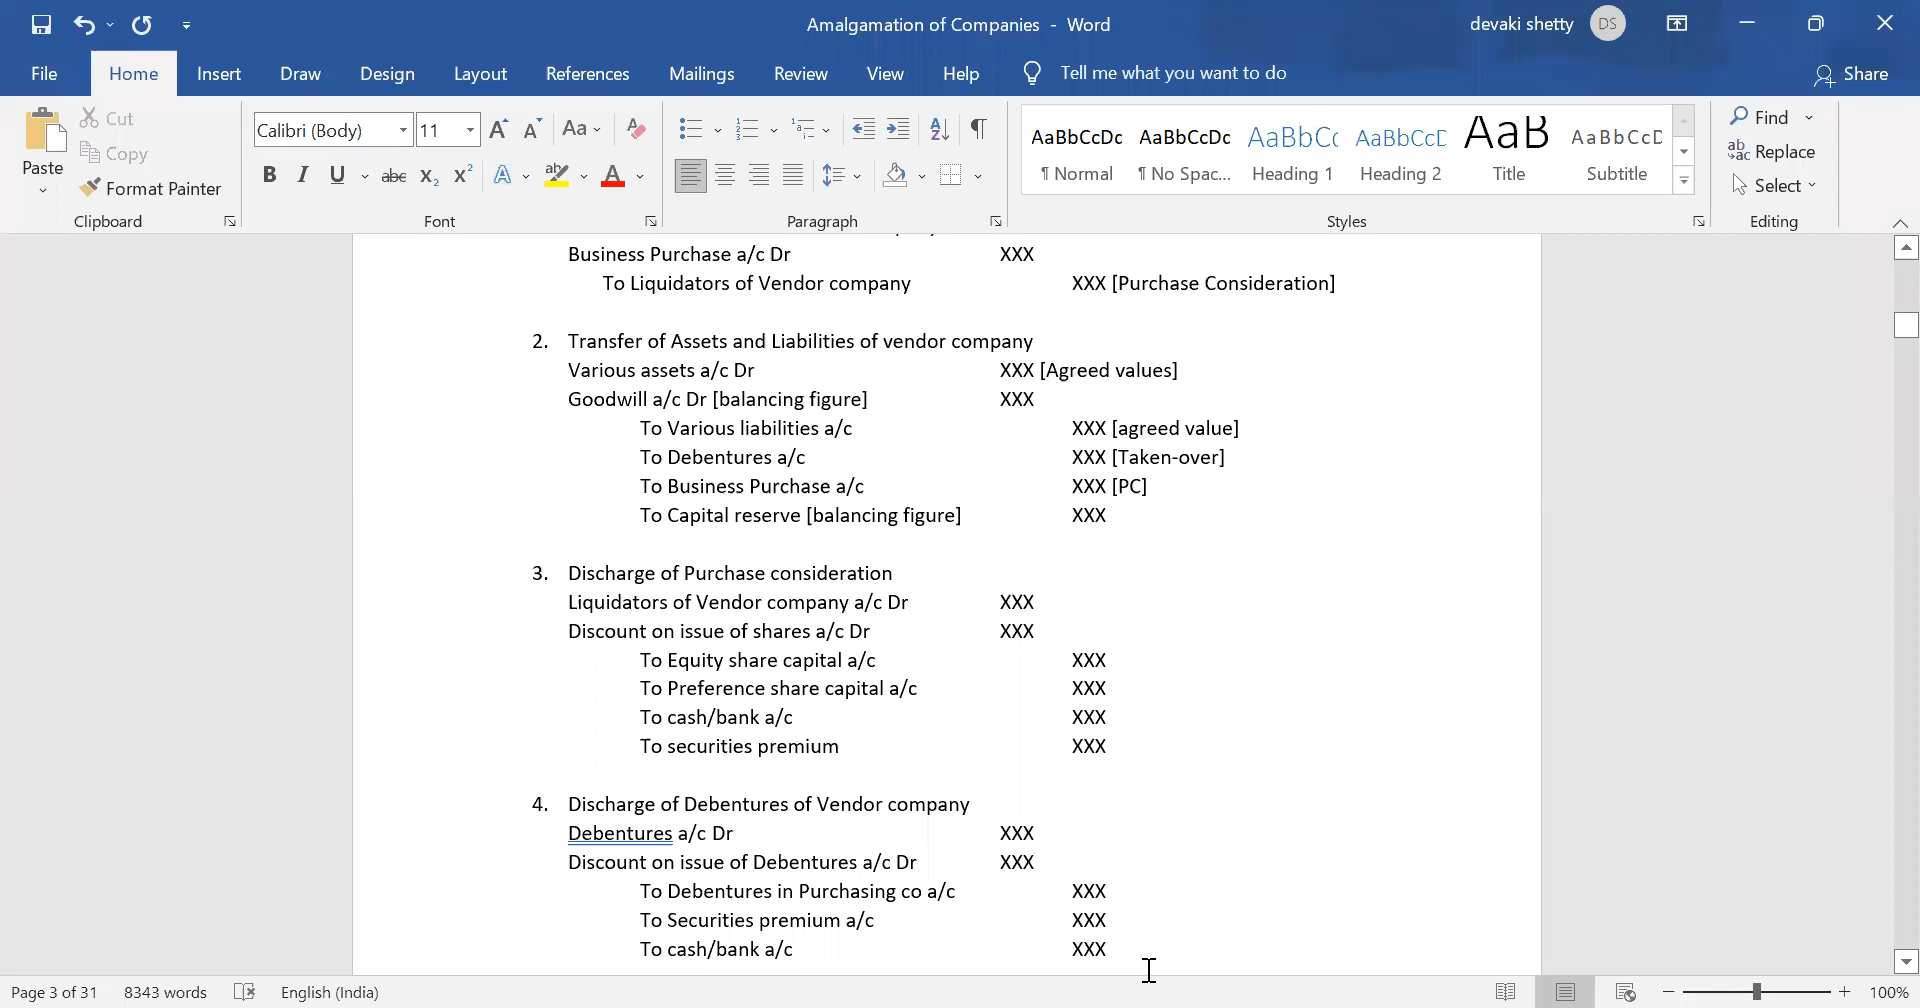 Amalgamation of Companies - Word
devaki shetty DS
File Home Insert Draw Design Layout References Mailings Review View Help Tell me what you want to do Share
Paste
Cut
Copy
Format Painter
Clipboard
Calibri (Body) 11 Aa
B I U abc x2 x2 A ab A
Font
Paragraph
AaBbCcDc AaBbCcDc AaBbCc AaBbCcD AaB AaBbCcD
¶ Normal ¶ No Spac... Heading 1 Heading 2 Title Subtitle
Styles
Find
Replace
Select
Editing
Business Purchase a/c Dr XXX
To Liquidators of Vendor company XXX [Purchase Consideration]
2. Transfer of Assets and Liabilities of vendor company
Various assets a/c Dr XXX [Agreed values]
Goodwill a/c Dr [balancing figure] XXX
To Various liabilities a/c XXX [agreed value]
To Debentures a/c XXX [Taken-over]
To Business Purchase a/c XXX [PC]
To Capital reserve [balancing figure] XXX
3. Discharge of Purchase consideration
Liquidators of Vendor company a/c Dr XXX
Discount on issue of shares a/c Dr XXX
To Equity share capital a/c XXX
To Preference share capital a/c XXX
To cash/bank a/c XXX
To securities premium XXX
4. Discharge of Debentures of Vendor company
Debentures a/c Dr XXX
Discount on issue of Debentures a/c Dr XXX
To Debentures in Purchasing co a/c XXX
To Securities premium a/c XXX
To cash/bank a/c XXX
Page 3 of 31 8343 words English (India) 100%